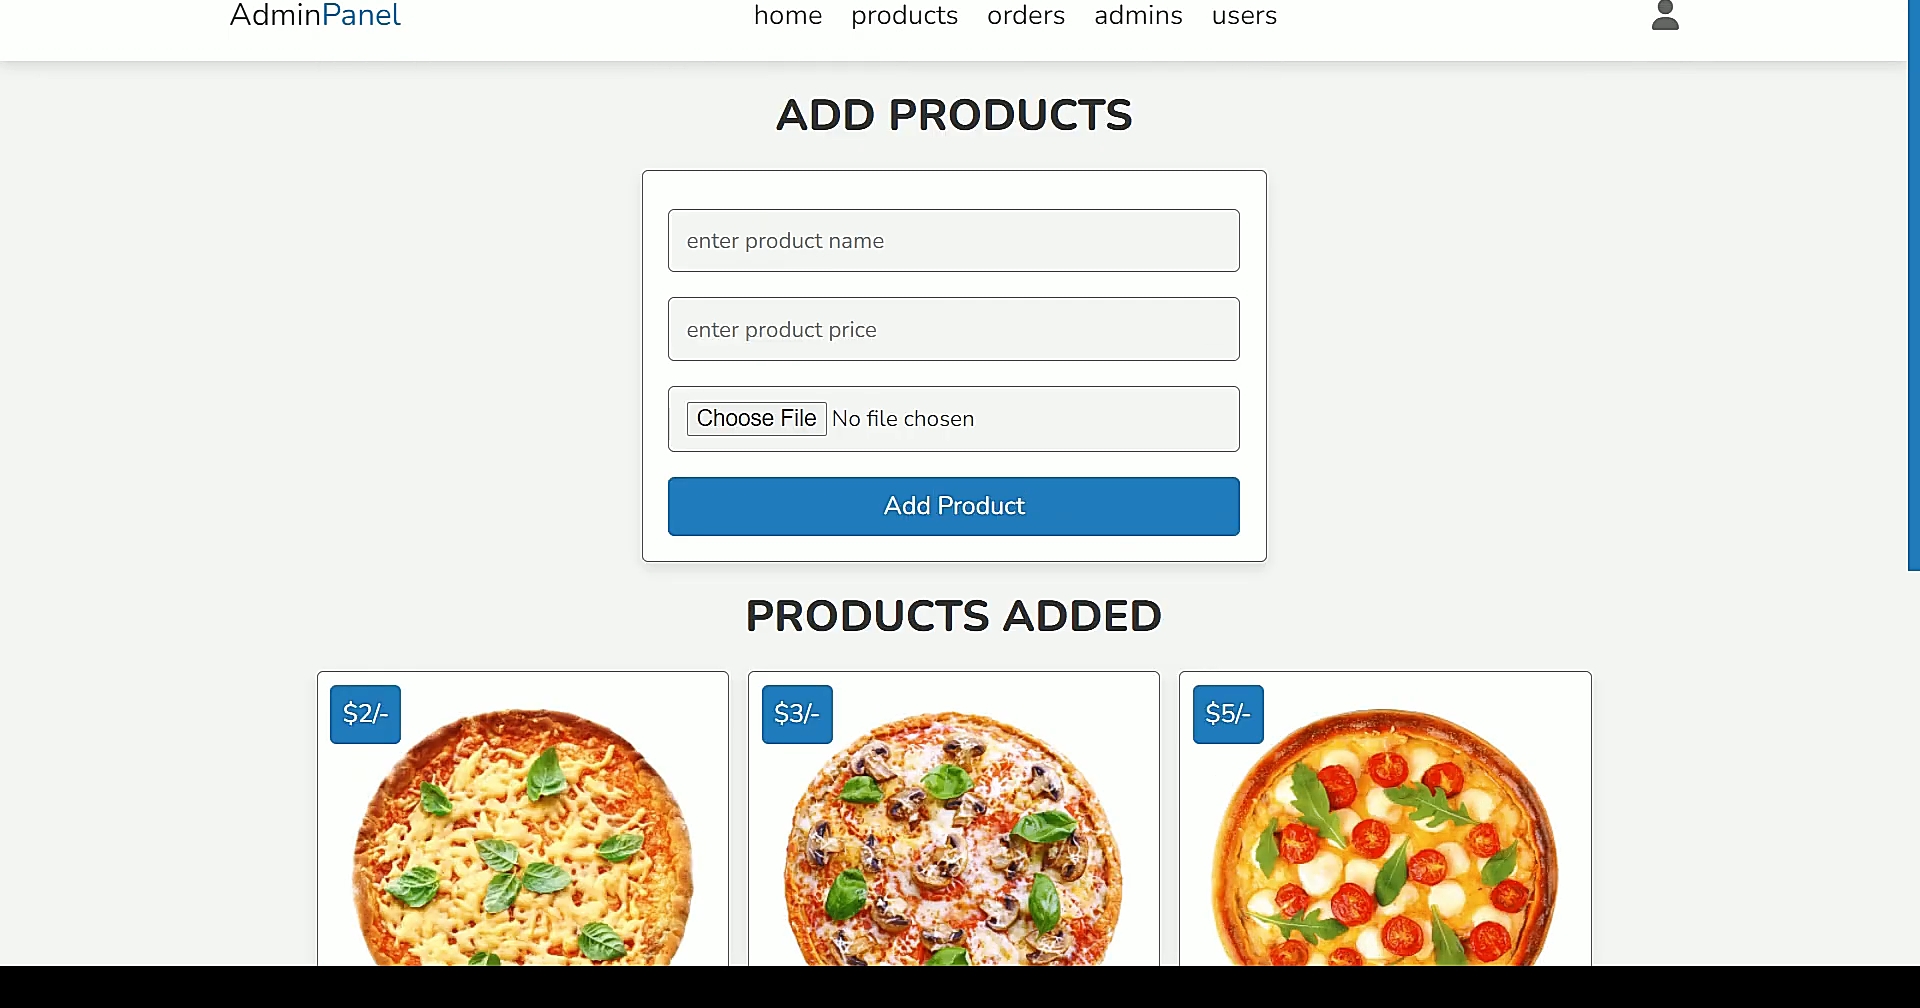 AdminPanel home products orders admins users
ADD PRODUCTS
enter product name
enter product price
Choose File No file chosen
Add Product
PRODUCTS ADDED
$2/- $3/- $5/-